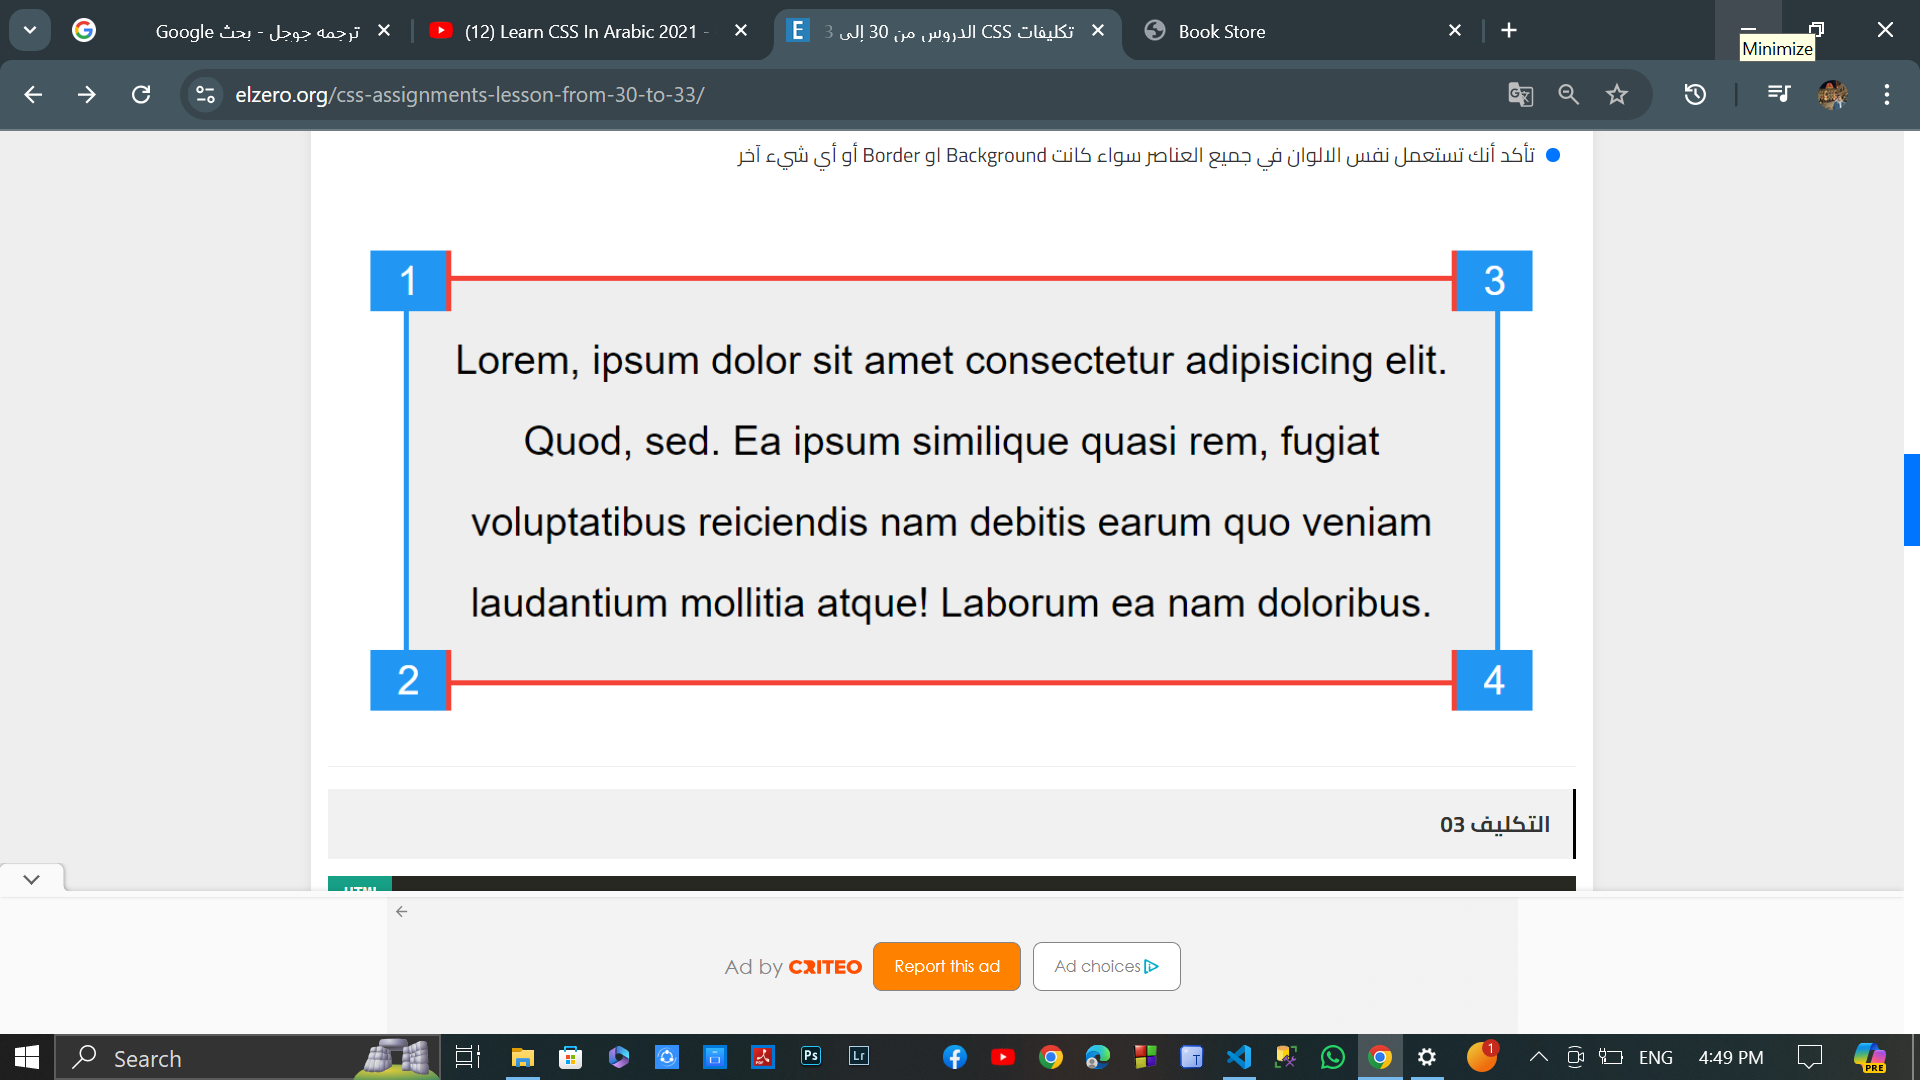 ترجمه جوجل - بحث Google
(12) Learn CSS In Arabic 2021 -
تكليفات CSS الدروس من 30 إلى 3
Book Store
Minimize
elzero.org/css-assignments-lesson-from-30-to-33/
تأكد أنك تستعمل نفس الالوان في جميع العناصر سواء كانت Background او Border أو أي شيء آخر
1
3
Lorem, ipsum dolor sit amet consectetur adipisicing elit.
Quod, sed. Ea ipsum similique quasi rem, fugiat
voluptatibus reiciendis nam debitis earum quo veniam
laudantium mollitia atque! Laborum ea nam doloribus.
2
4
التكليف 03
HTML
Ad by CRITEO
Report this ad
Ad choices
Search
Ps
Lr
T
1
ENG
4:49 PM
PRE